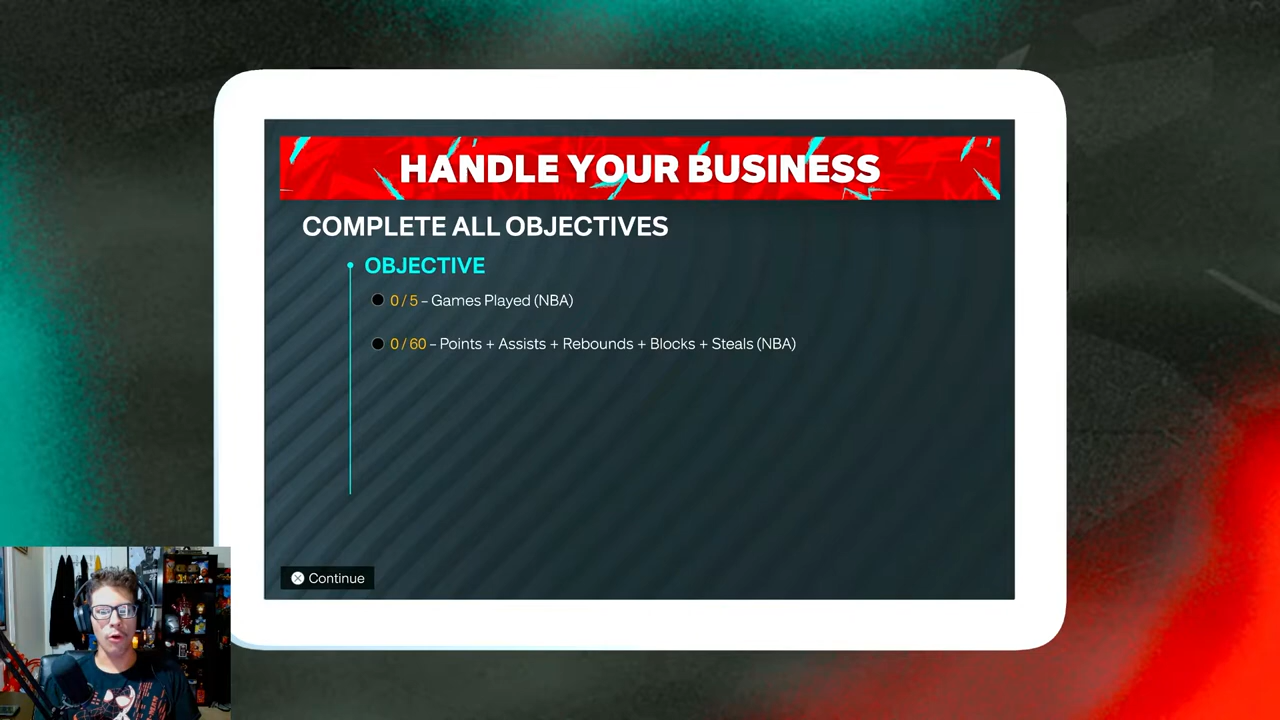 HANDLE YOUR BUSINESS
COMPLETE ALL OBJECTIVES
OBJECTIVE
0 / 5 – Games Played (NBA)
0 / 60 – Points + Assists + Rebounds + Blocks + Steals (NBA)
Continue